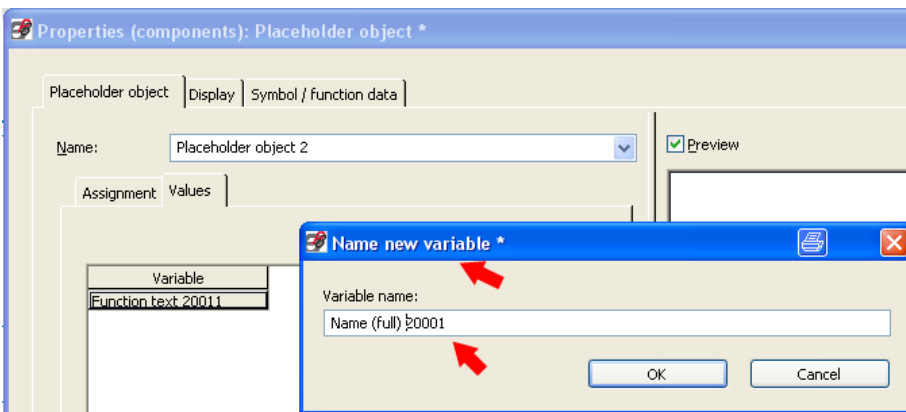 Properties (components): Placeholder object *
Placeholder object Display Symbol / function data
Name: Placeholder object 2
Preview
Assignment Values
Name new variable *
Variable
Function text 20011
Variable name:
Name (full) 20001
OK Cancel